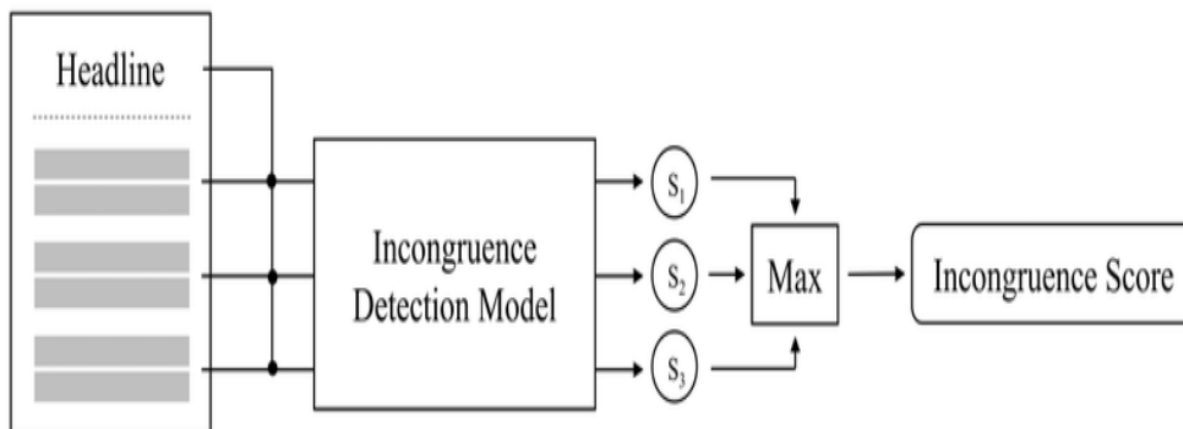 Headline
Incongruence
Detection Model
S1
S2
S3
Max
Incongruence Score